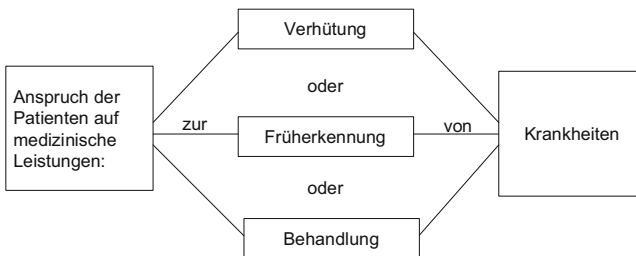 Verhütung
oder
Anspruch der
Patienten auf
medizinische
Leistungen:
zur
Früherkennung
von
Krankheiten
oder
Behandlung